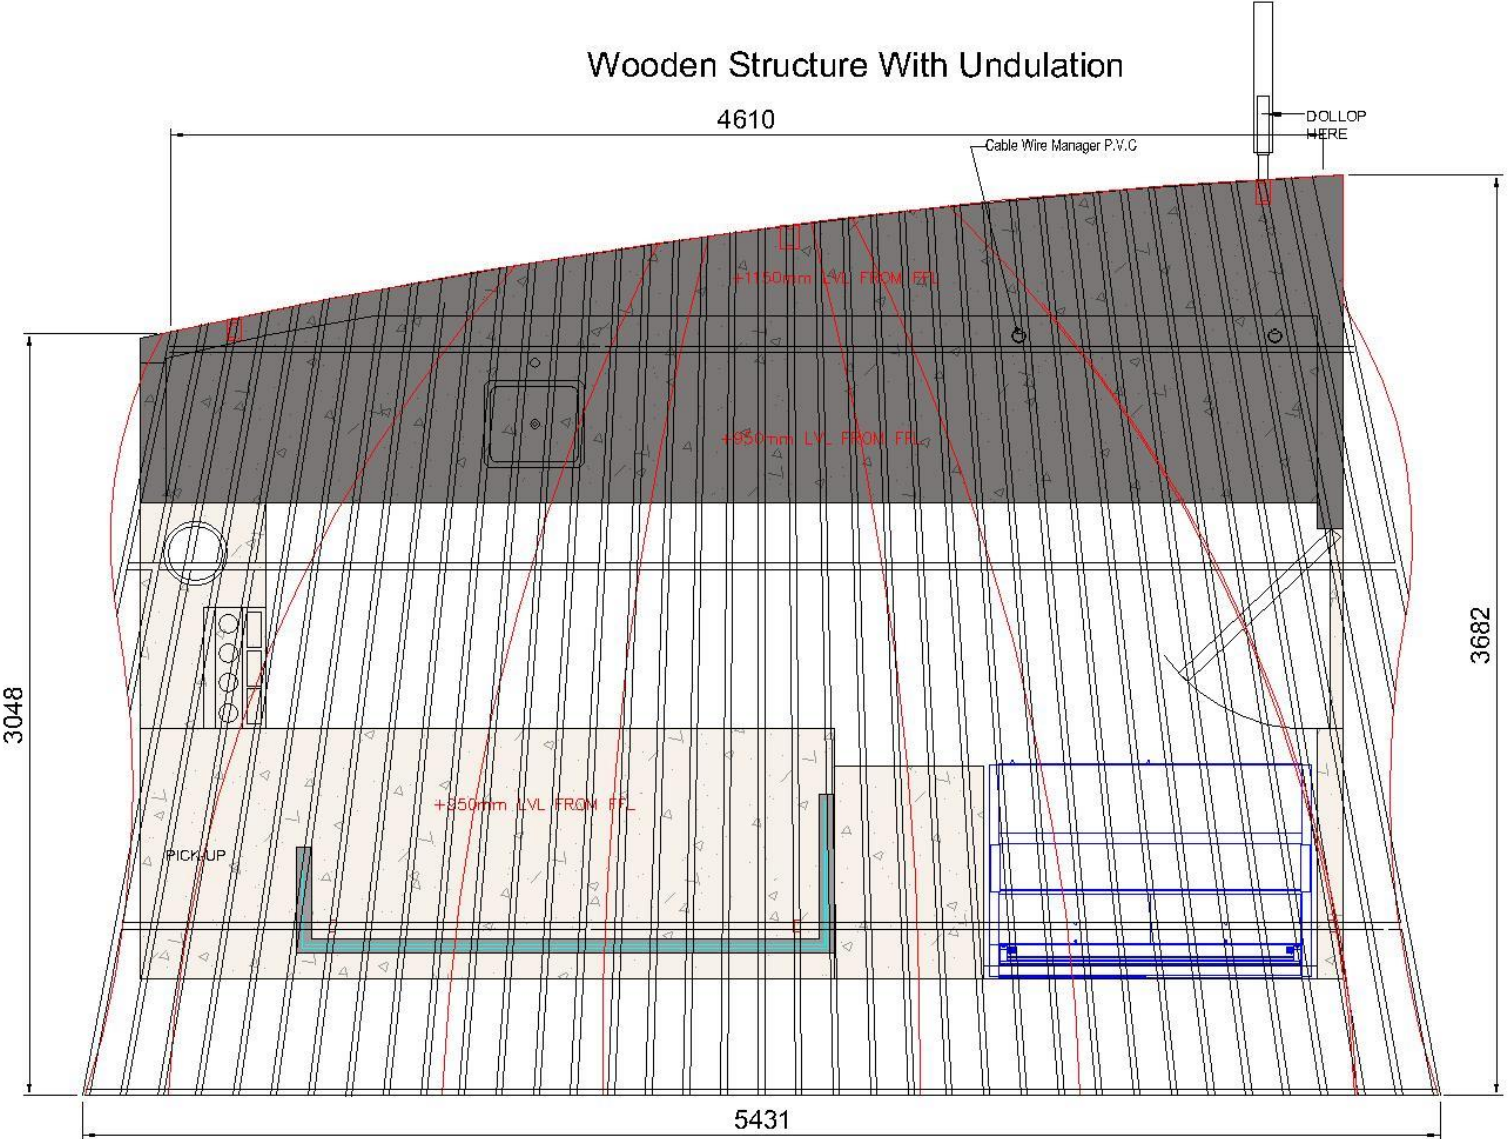 Wooden Structure With Undulation
4610
DOLLOP
HERE
Cable Wire Manager P.V.C
+1150mm LVL FROM FFL
+950mm LVL FROM FFL
3682
3048
+350mm LVL FROM FFL
PICK-UP
5431